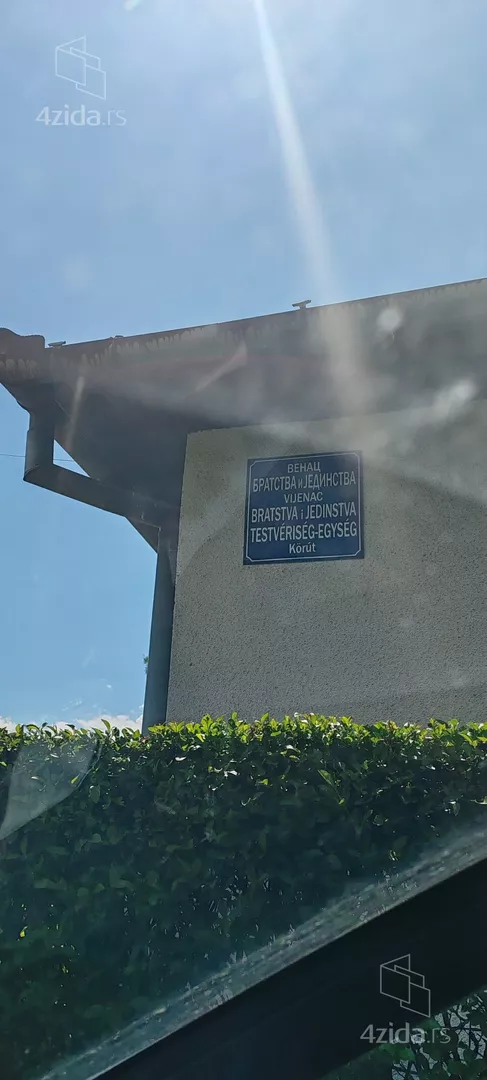 4zida.rs
ВЕНАЦ
БРАТСТВА и ЈЕДИНСТВА
VIJENAC
BRATSTVA i JEDINSTVA
TESTVÉRISÉG-EGYSÉG
Körút
4zida.rs